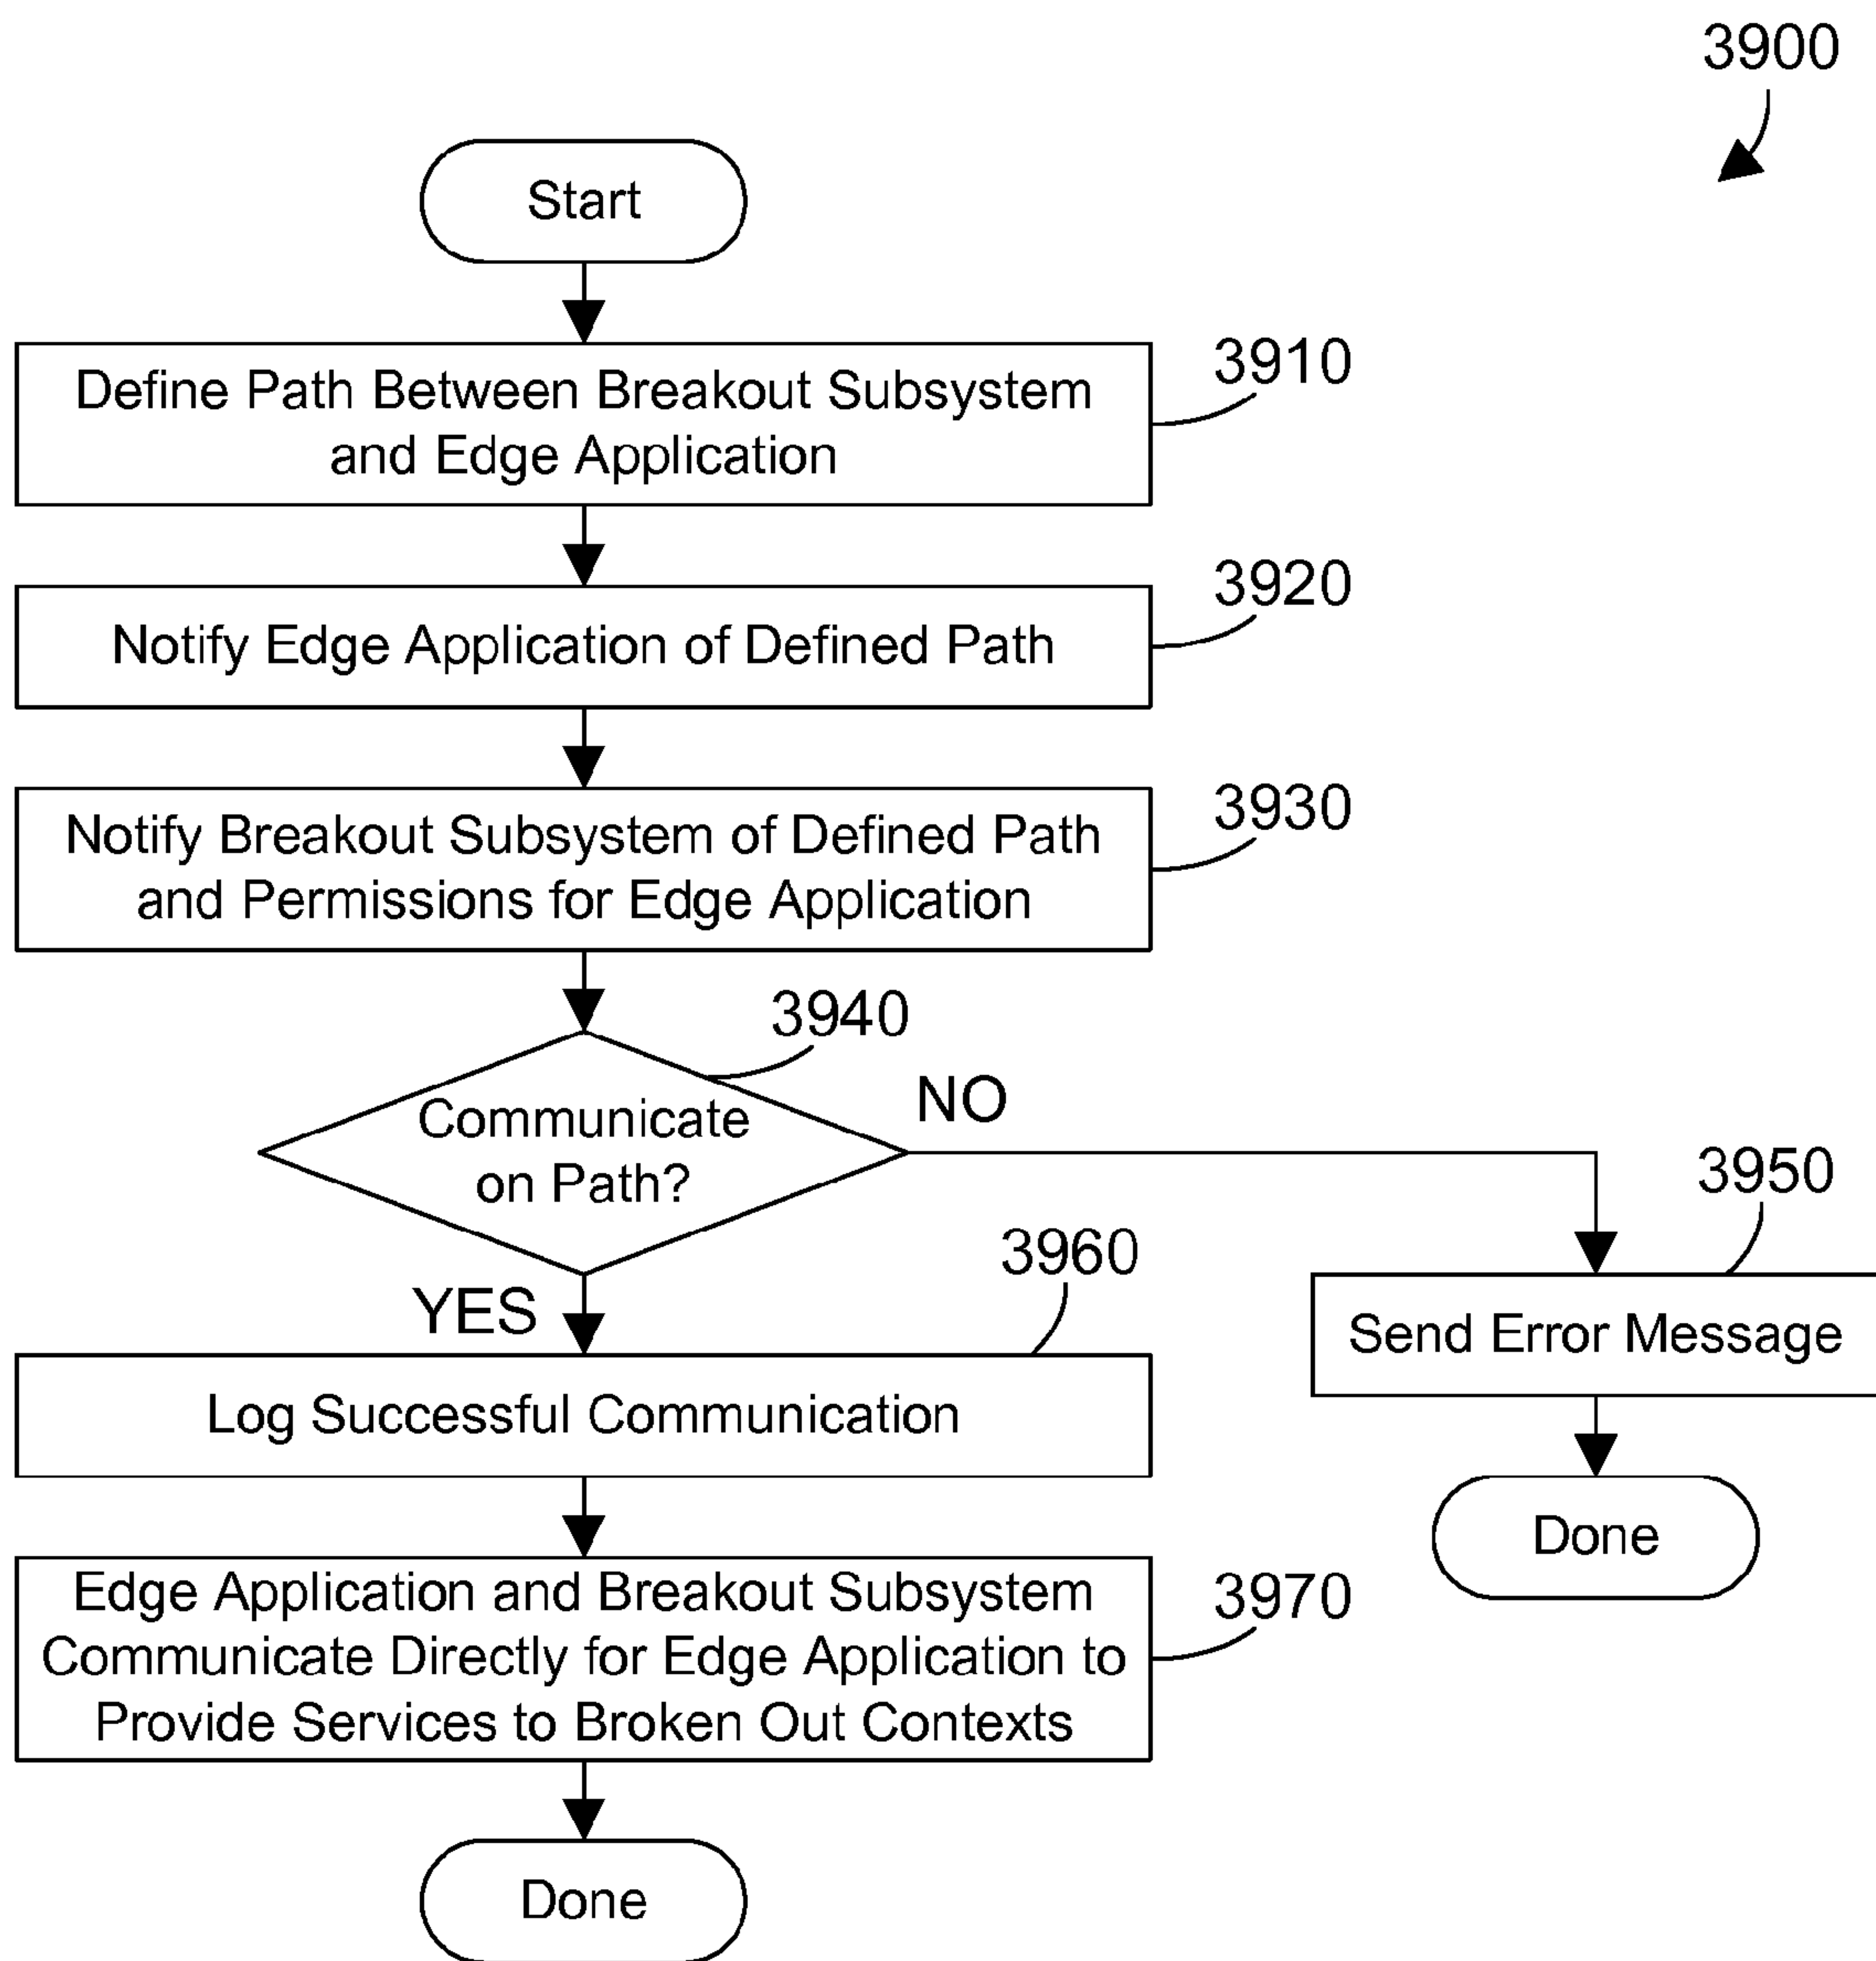 3900
Start
Define Path Between Breakout Subsystem
and Edge Application
3910
Notify Edge Application of Defined Path
3920
Notify Breakout Subsystem of Defined Path
and Permissions for Edge Application
3930
3940
Communicate
on Path?
NO
YES
3950
Send Error Message
Done
3960
Log Successful Communication
Edge Application and Breakout Subsystem
Communicate Directly for Edge Application to
Provide Services to Broken Out Contexts
3970
Done